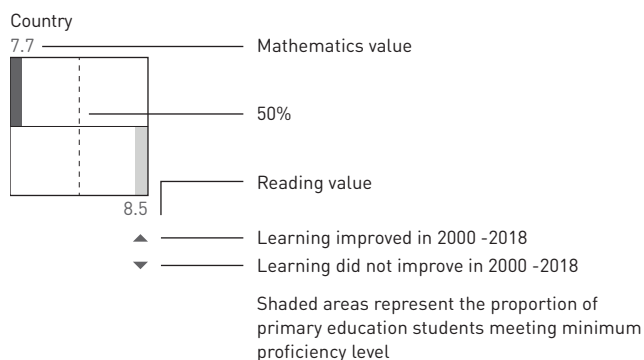 Country
7.7
Mathematics value
50%
Reading value
8.5
Learning improved in 2000 -2018
Learning did not improve in 2000 -2018
Shaded areas represent the proportion of
primary education students meeting minimum
proficiency level